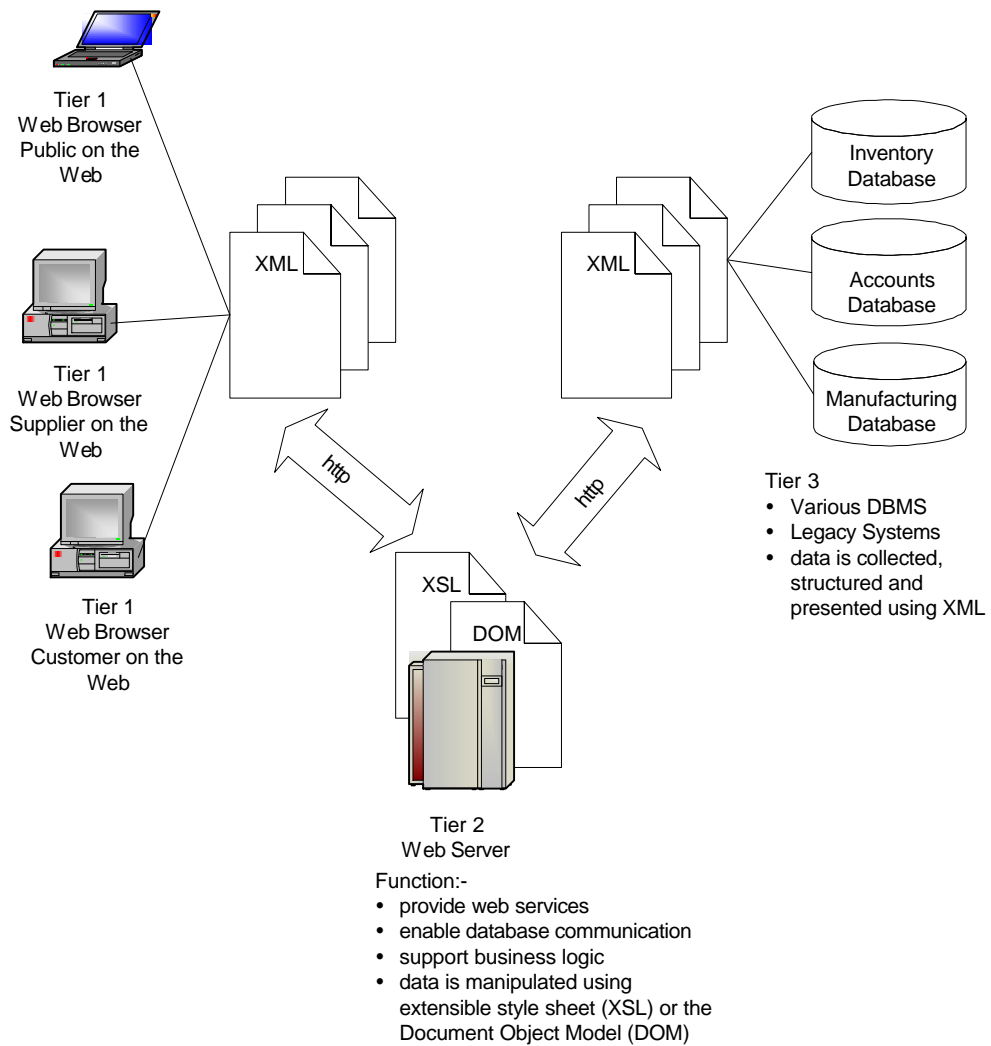 Tier 1
Web Browser
Public on the
Web
Tier 1
Web Browser
Supplier on the
Web
Tier 1
Web Browser
Customer on the
Web
XML
XML
Inventory
Database
Accounts
Database
Manufacturing
Database
http
http
Tier 3
• Various DBMS
• Legacy Systems
• data is collected,
structured and
presented using XML
XSL
DOM
Tier 2
Web Server
Function:-
• provide web services
• enable database communication
• support business logic
• data is manipulated using
extensible style sheet (XSL) or the
Document Object Model (DOM)